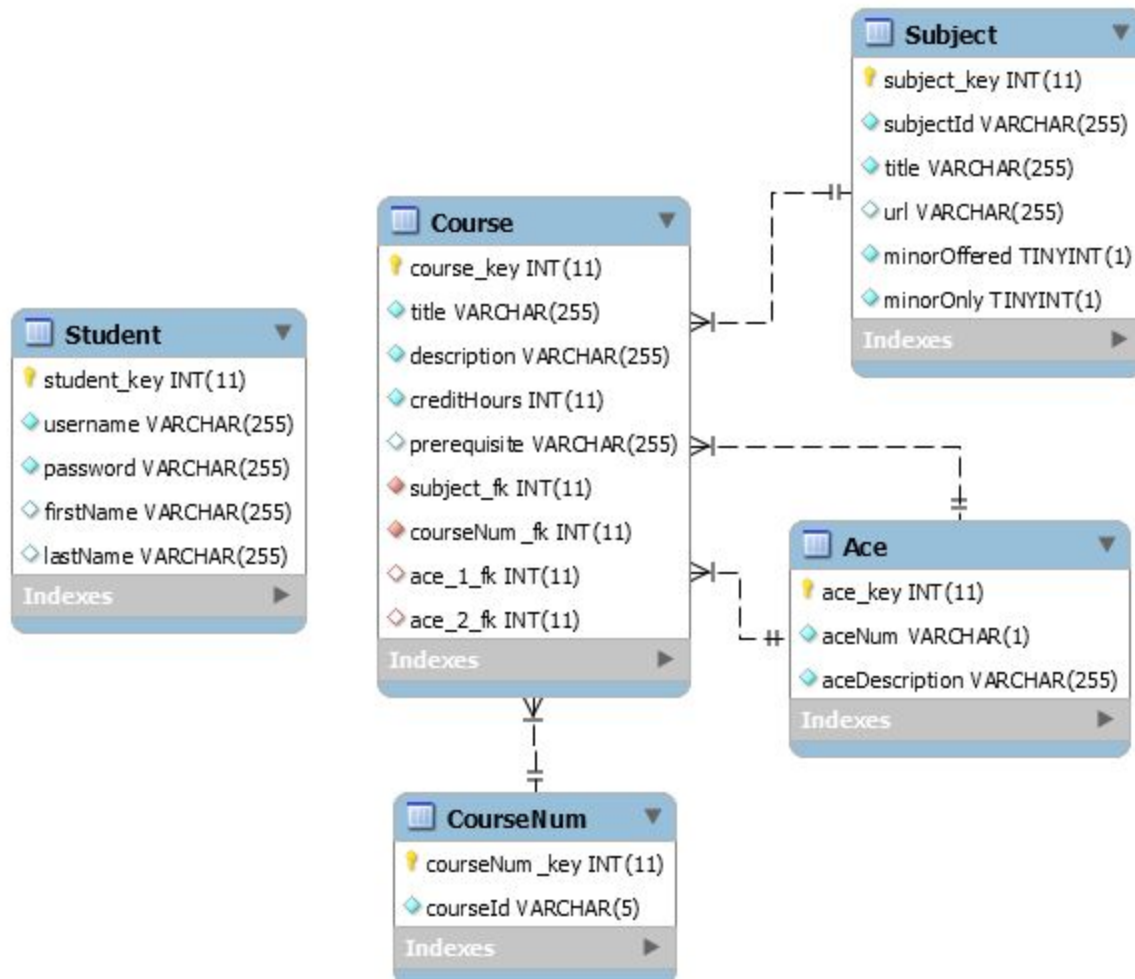 Subject
subject_key INT(11)
subjectId VARCHAR(255)
title VARCHAR(255)
url VARCHAR(255)
minorOffered TINYINT(1)
minorOnly TINYINT(1)
Indexes
Course
course_key INT(11)
title VARCHAR(255)
description VARCHAR(255)
creditHours INT(11)
prerequisite VARCHAR(255)
subject_fk INT(11)
courseNum_fk INT(11)
ace_1_fk INT(11)
ace_2_fk INT(11)
Indexes
Student
student_key INT(11)
username VARCHAR(255)
password VARCHAR(255)
firstName VARCHAR(255)
lastName VARCHAR(255)
Indexes
Ace
ace_key INT(11)
aceNum VARCHAR(1)
aceDescription VARCHAR(255)
Indexes
CourseNum
courseNum_key INT(11)
courseId VARCHAR(5)
Indexes